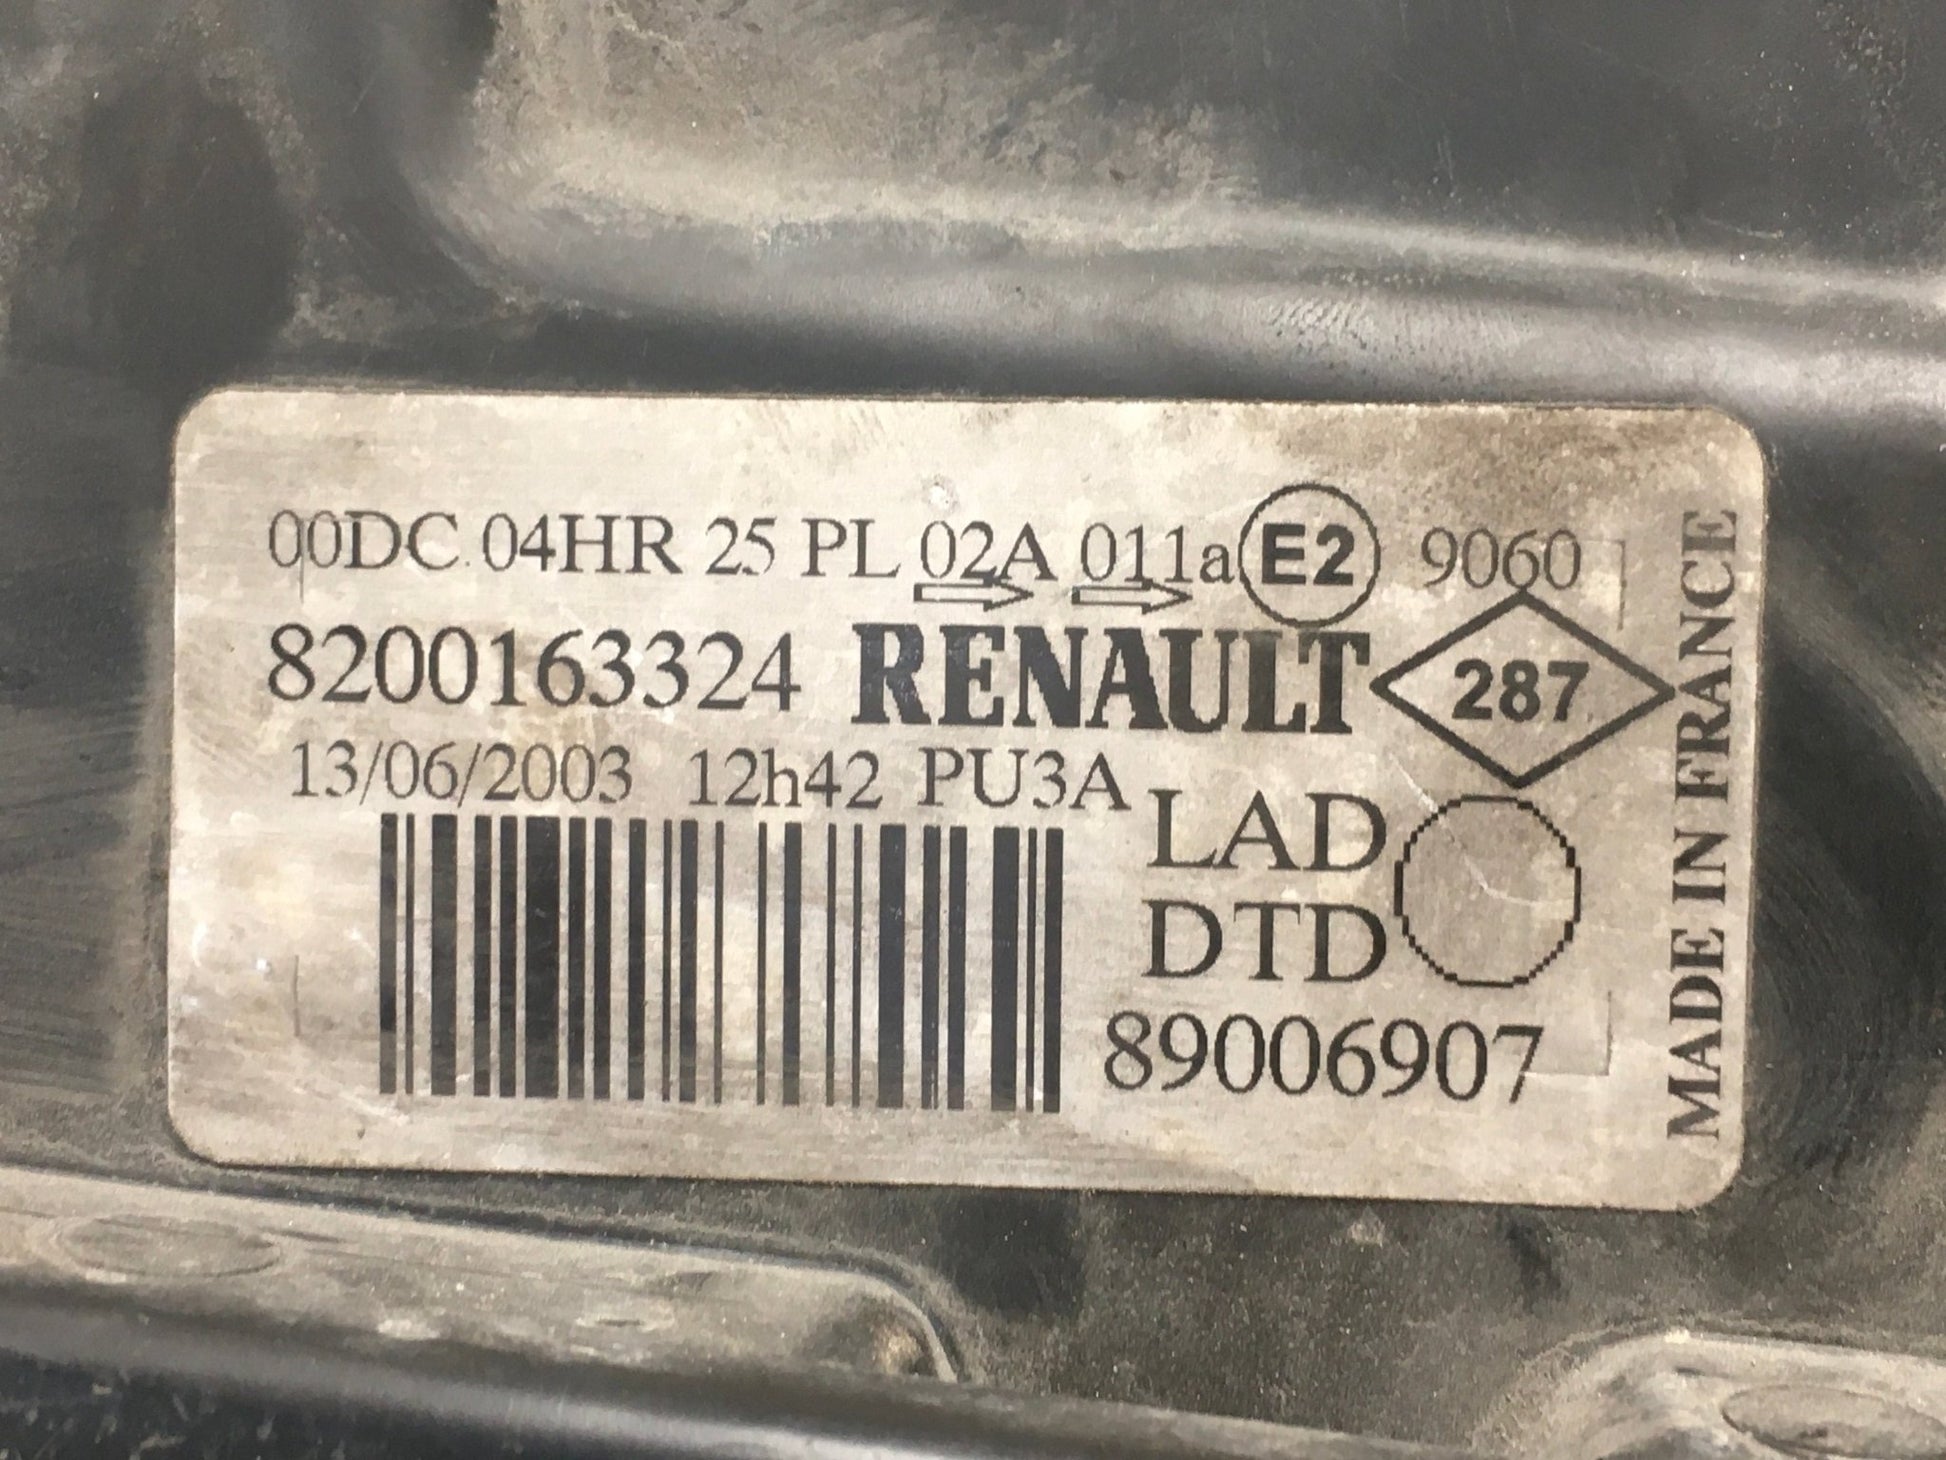 00DC 04HR 25 PL 02A 011a E2 9060
8200163324 RENAULT 287
13/06/2003 12h42 PU3A
LAD
DTD
89006907
MADE IN FRANCE